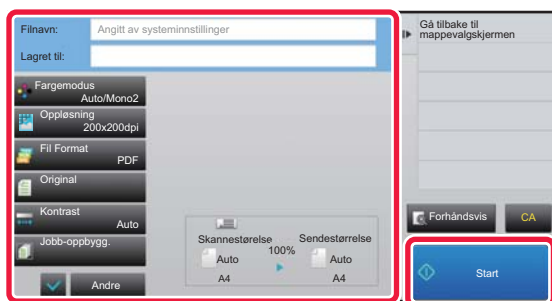 Filnavn:
Angitt av systeminnstillinger
Lagret til:
Fargemodus
Auto/Mono2
Oppløsning
200x200dpi
Fil Format
PDF
Original
Kontrast
Auto
Jobb-oppbygg.
Andre
Skannestørelse
Sendestørrelse
100%
Auto
Auto
A4
A4
Gå tilbake til
mappevalgskjermen
Forhåndsvis
CA
Start